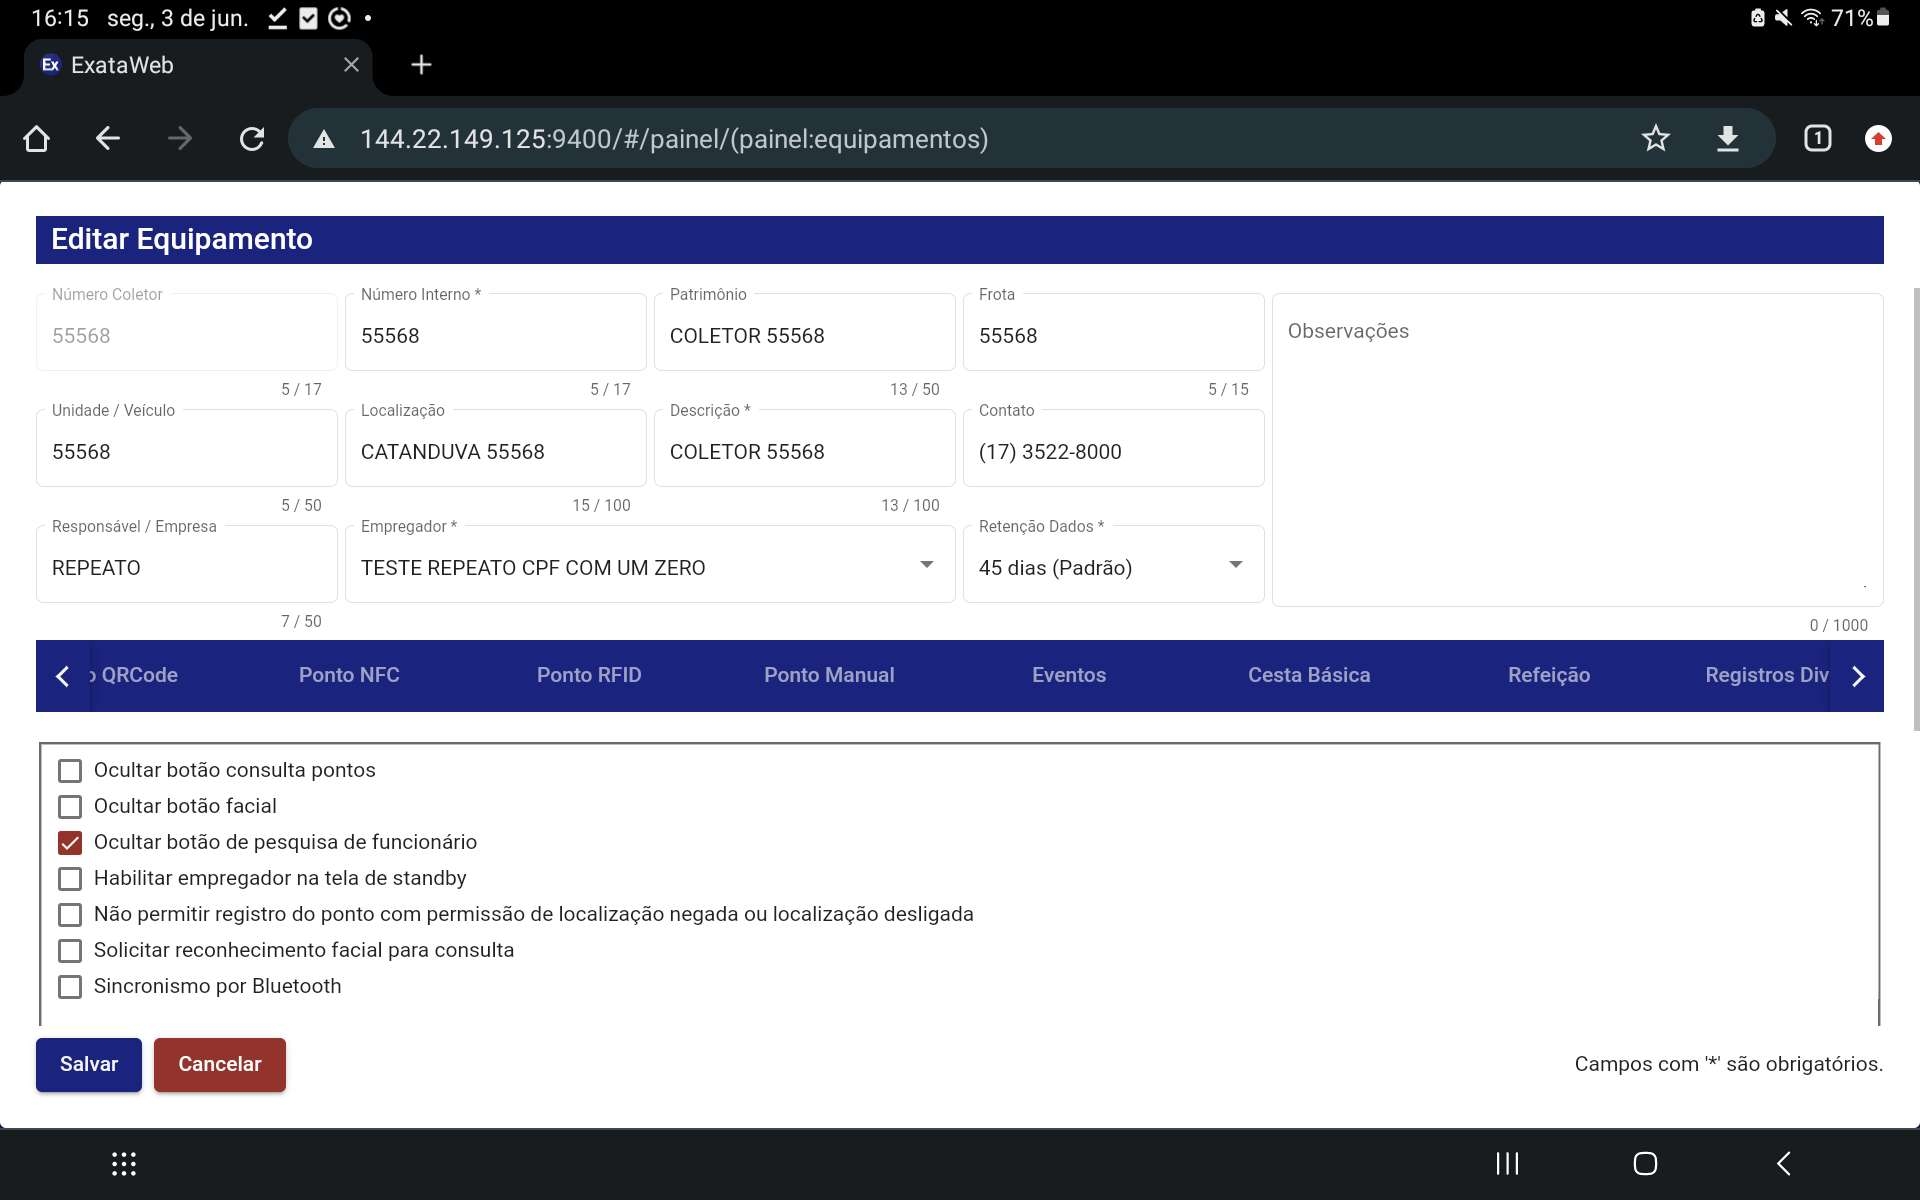 16:15 seg., 3 de jun.
71%
Ex ExataWeb
144.22.149.125:9400/#/painel/(painel:equipamentos)
1
Editar Equipamento
Número Coletor
55568
5 / 17
Número Interno *
55568
5 / 17
Patrimônio
COLETOR 55568
13 / 50
Frota
55568
5 / 15
Observações
0 / 1000
Unidade / Veículo
55568
5 / 50
Localização
CATANDUVA 55568
15 / 100
Descrição *
COLETOR 55568
13 / 100
Contato
(17) 3522-8000
Responsável / Empresa
REPEATO
7 / 50
Empregador *
TESTE REPEATO CPF COM UM ZERO
Retenção Dados *
45 dias (Padrão)
o QRCode
Ponto NFC
Ponto RFID
Ponto Manual
Eventos
Cesta Básica
Refeição
Registros Div
Ocultar botão consulta pontos
Ocultar botão facial
Ocultar botão de pesquisa de funcionário
Habilitar empregador na tela de standby
Não permitir registro do ponto com permissão de localização negada ou localização desligada
Solicitar reconhecimento facial para consulta
Sincronismo por Bluetooth
Salvar
Cancelar
Campos com '*' são obrigatórios.